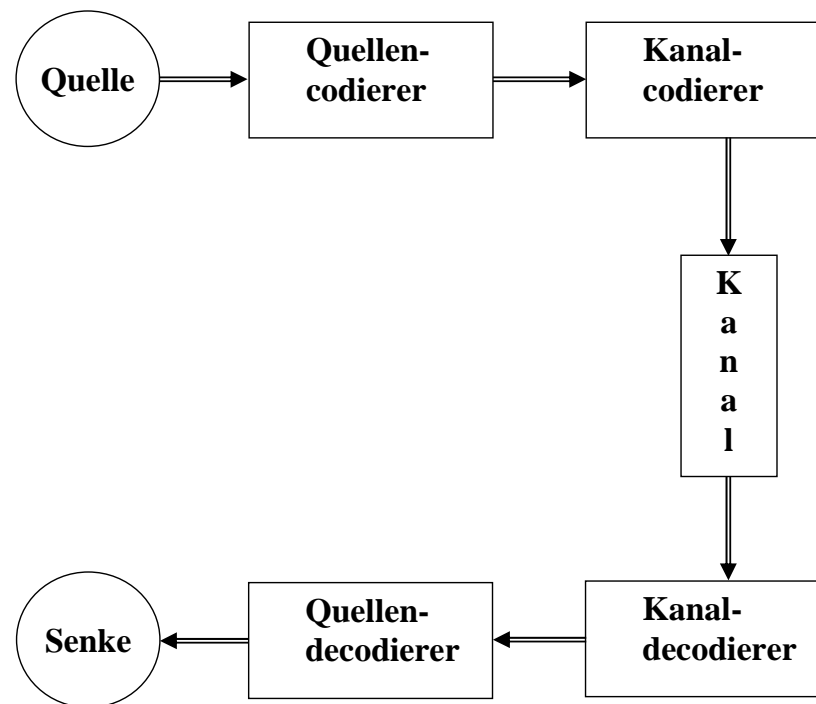 Quelle
Quellen-
codierer
Kanal-
codierer
K
a
n
a
l
Kanal-
decodierer
Quellen-
decodierer
Senke